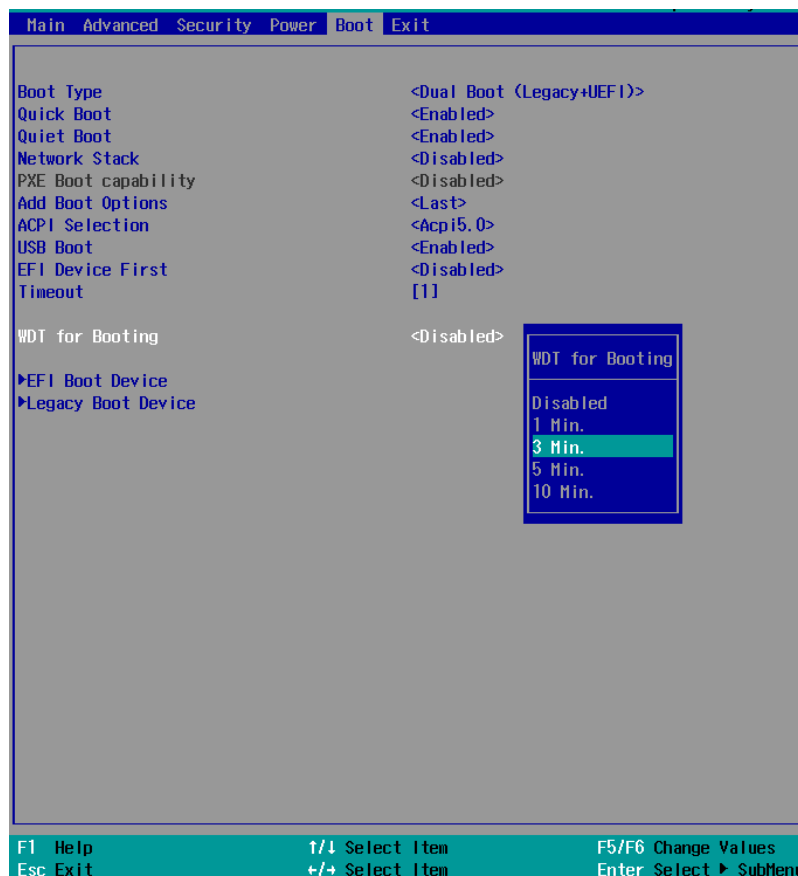 Main Advanced Security Power Boot Exit
Boot Type <Dual Boot (Legacy+UEFI)>
Quick Boot <Enabled>
Quiet Boot <Enabled>
Network Stack <Disabled>
PXE Boot capability <Disabled>
Add Boot Options <Last>
ACPI Selection <Acpi5.0>
USB Boot <Enabled>
EFI Device First <Disabled>
Timeout [1]
WDT for Booting <Disabled>
▶EFI Boot Device
▶Legacy Boot Device
WDT for Booting
Disabled
1 Min.
3 Min.
5 Min.
10 Min.
F1 Help ↑/↓ Select Item F5/F6 Change Values
Esc Exit ←/→ Select Item Enter Select ▶ SubMenu